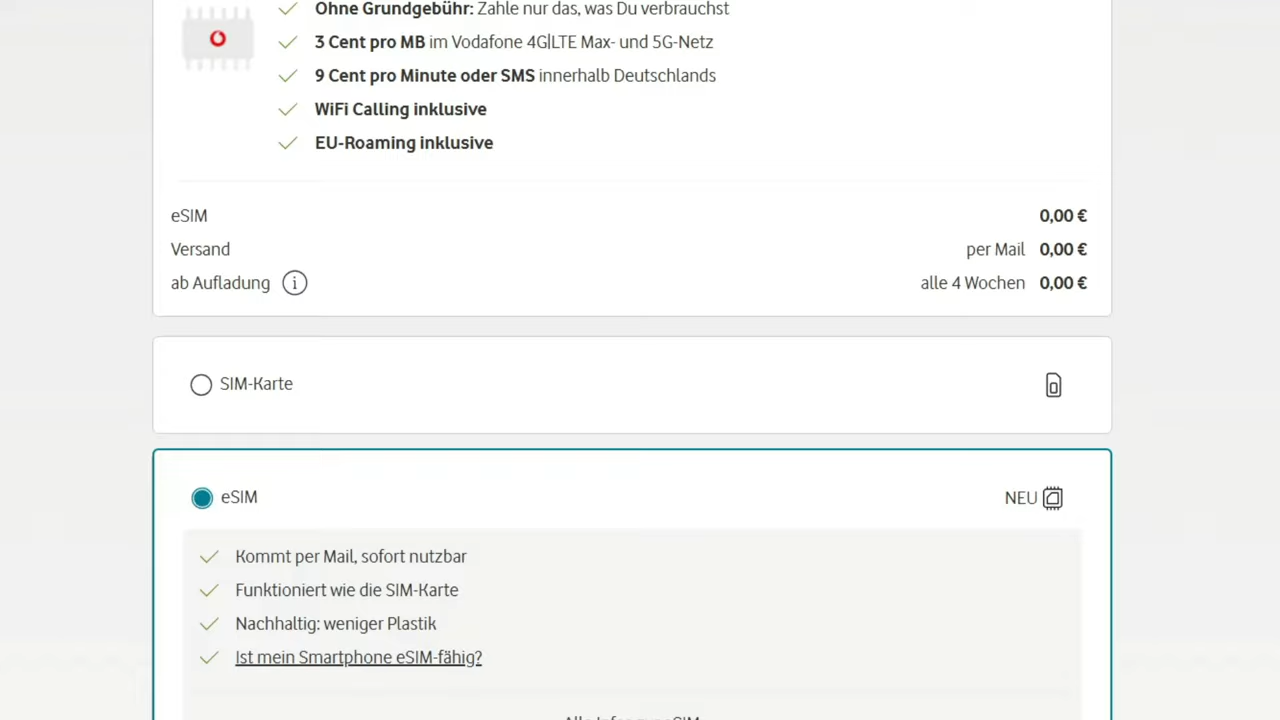 Ohne Grundgebühr: Zahle nur das, was Du verbrauchst
3 Cent pro MB im Vodafone 4G|LTE Max- und 5G-Netz
9 Cent pro Minute oder SMS innerhalb Deutschlands
WiFi Calling inklusive
EU-Roaming inklusive
eSIM 0,00 €
Versand per Mail 0,00 €
ab Aufladung i alle 4 Wochen 0,00 €
SIM-Karte
eSIM NEU
Kommt per Mail, sofort nutzbar
Funktioniert wie die SIM-Karte
Nachhaltig: weniger Plastik
Ist mein Smartphone eSIM-fähig?